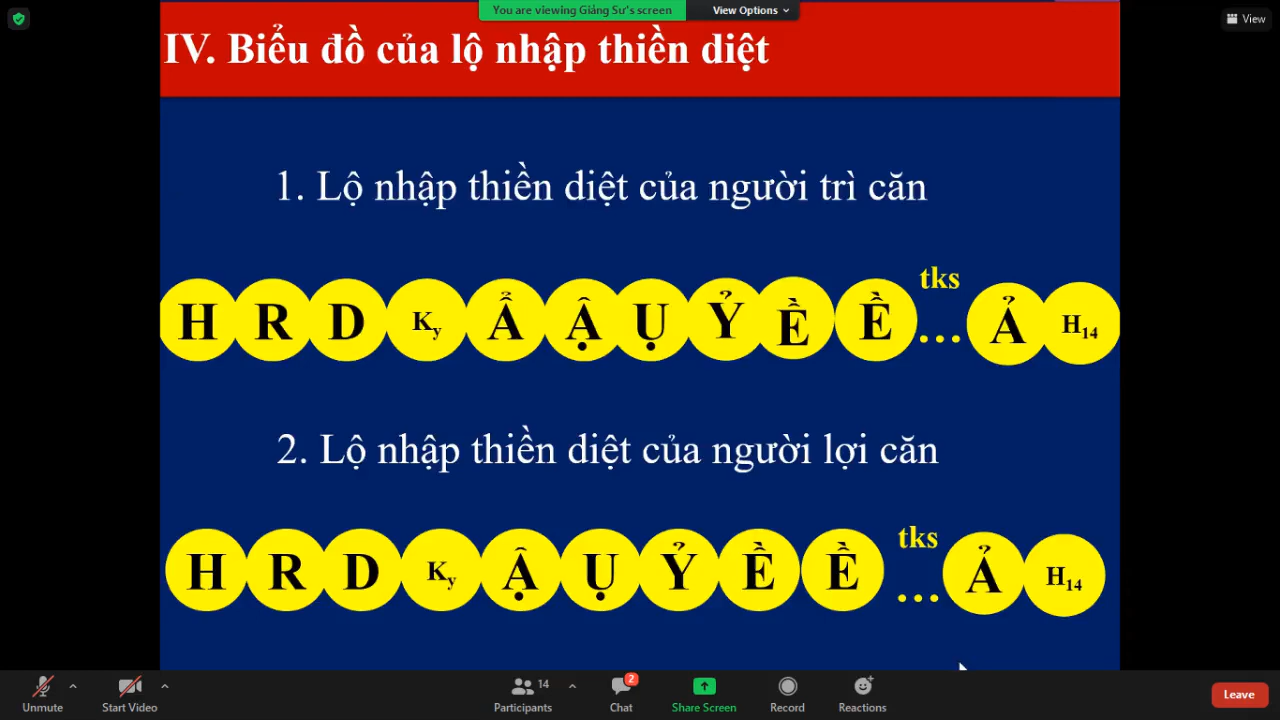 You are viewing Giảng Sư's screen
View Options
View
IV. Biểu đồ của lộ nhập thiền diệt
1. Lộ nhập thiền diệt của người trì căn
tks
H R D Ky Ẩ Ậ Ụ Ỷ Ề Ề ... Ả H14
2. Lộ nhập thiền diệt của người lợi căn
tks
H R D Ky Ậ Ụ Ỷ Ề Ề ... Ả H14
14
2
Unmute
Start Video
Participants
Chat
Share Screen
Record
Reactions
Leave